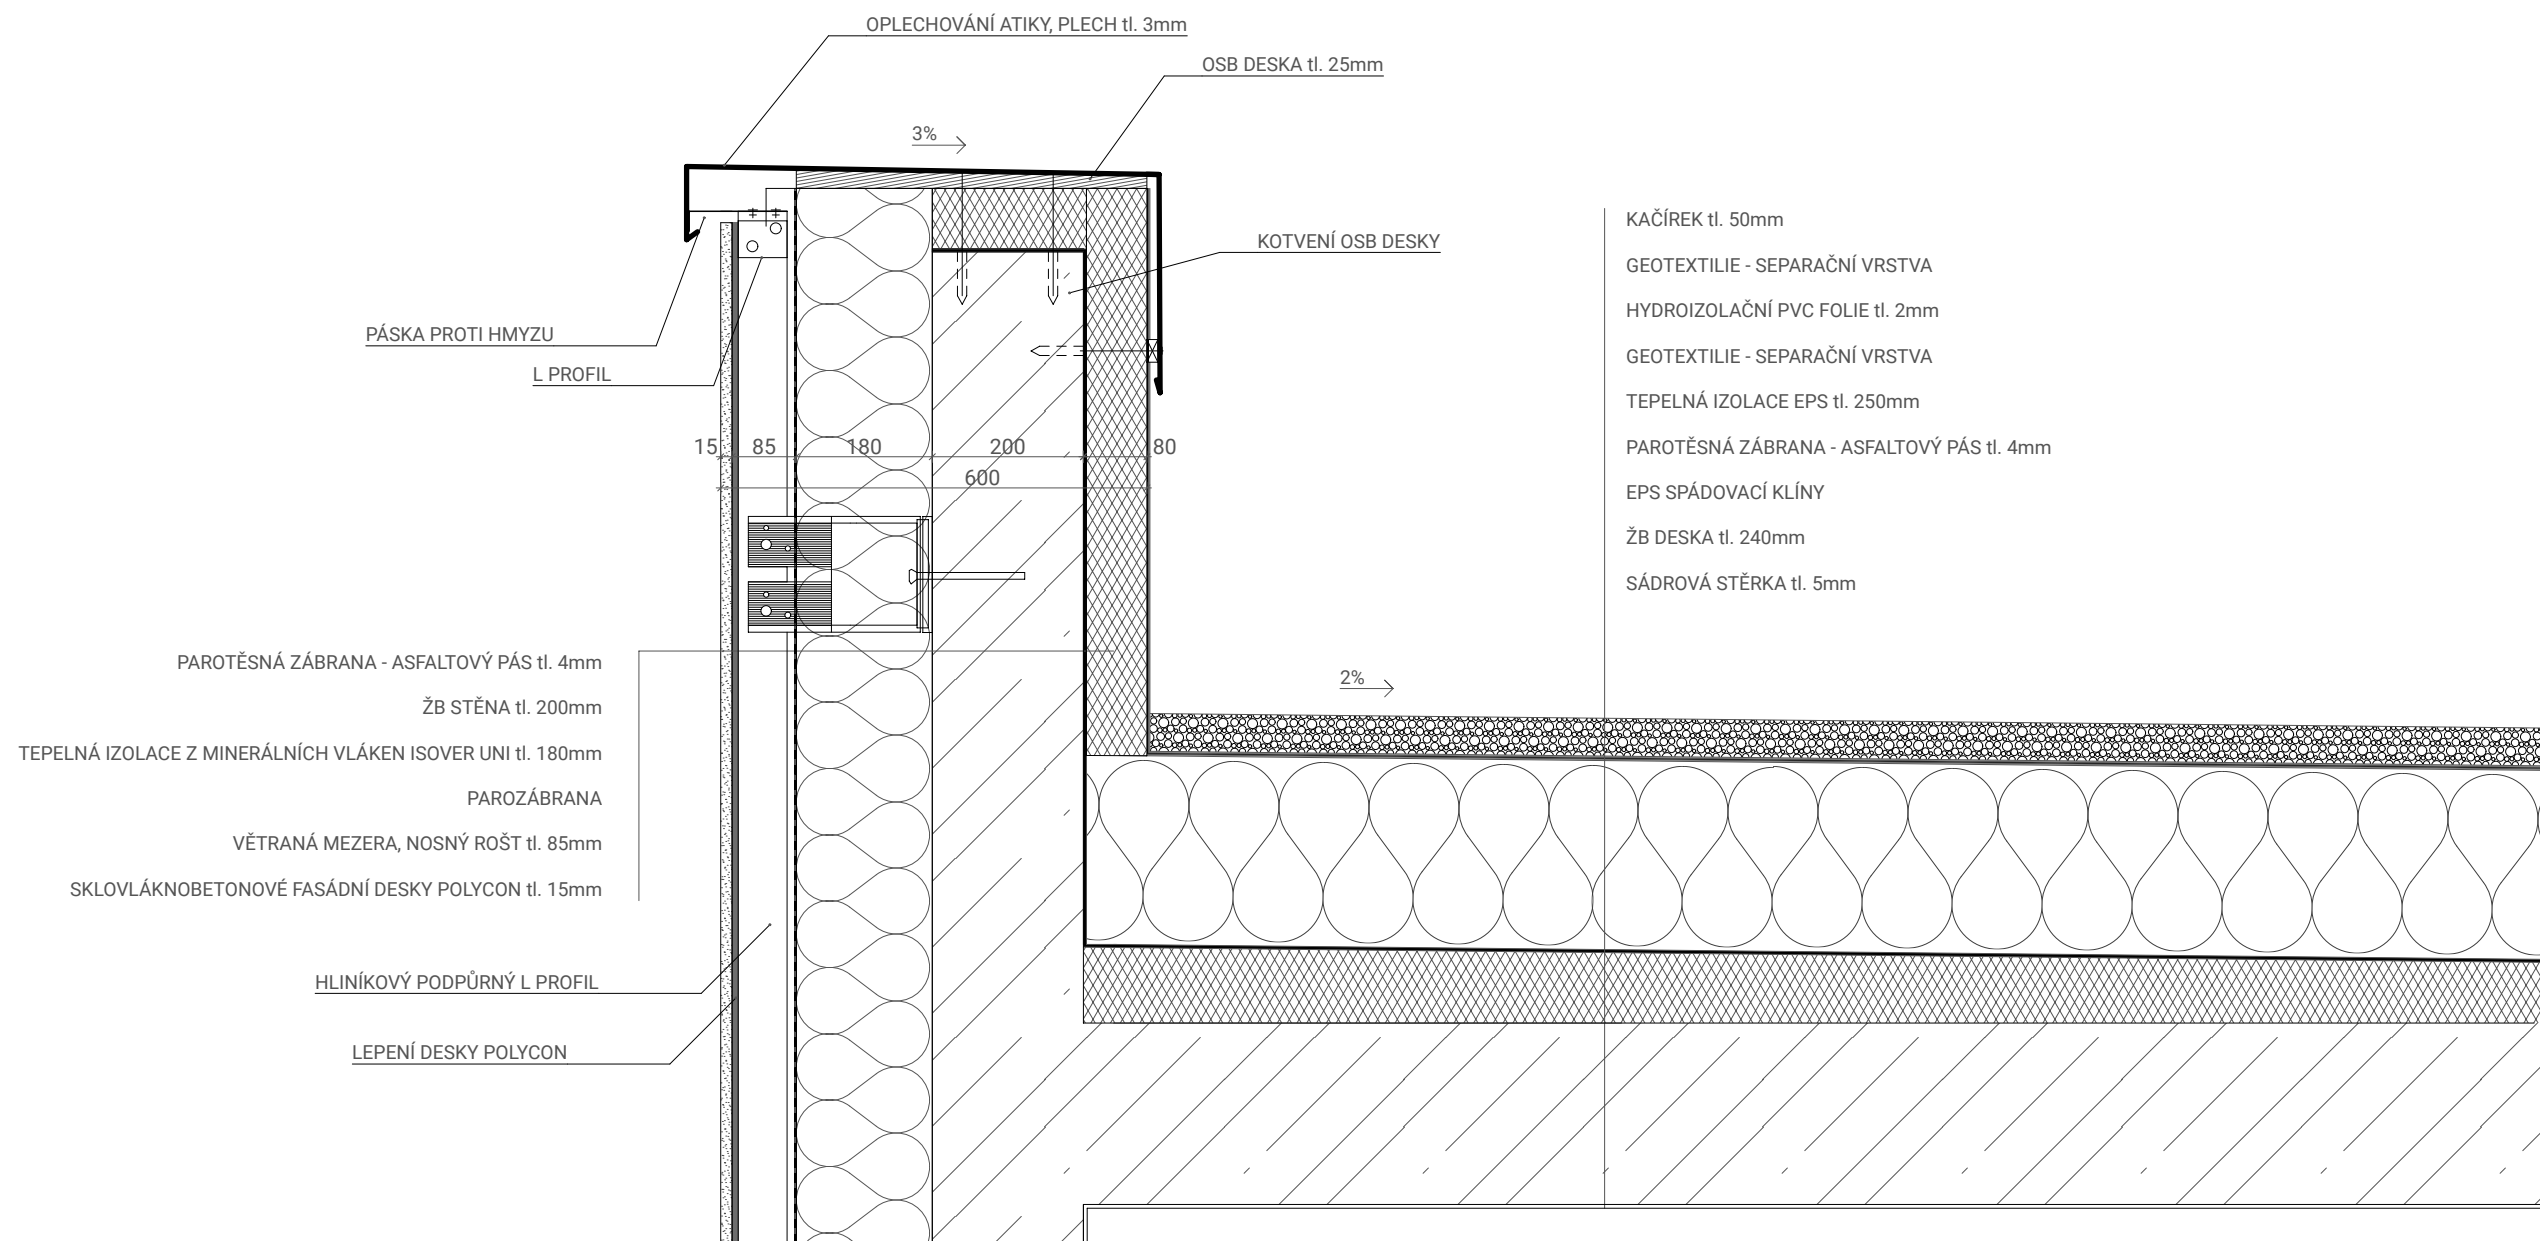 OPLECHOVÁNÍ ATIKY, PLECH tl. 3mm
OSB DESKA tl. 25mm
3%
KOTVENÍ OSB DESKY
PÁSKA PROTI HMYZU
L PROFIL
15 85 180 200 80
600
KAČÍREK tl. 50mm
GEOTEXTILIE - SEPARAČNÍ VRSTVA
HYDROIZOLAČNÍ PVC FOLIE tl. 2mm
GEOTEXTILIE - SEPARAČNÍ VRSTVA
TEPELNÁ IZOLACE EPS tl. 250mm
PAROTĚSNÁ ZÁBRANA - ASFALTOVÝ PÁS tl. 4mm
EPS SPÁDOVACÍ KLÍNY
ŽB DESKA tl. 240mm
SÁDROVÁ STĚRKA tl. 5mm
2%
PAROTĚSNÁ ZÁBRANA - ASFALTOVÝ PÁS tl. 4mm
ŽB STĚNA tl. 200mm
TEPELNÁ IZOLACE Z MINERÁLNÍCH VLÁKEN ISOVER UNI tl. 180mm
PAROZÁBRANA
VĚTRANÁ MEZERA, NOSNÝ ROŠT tl. 85mm
SKLOVLÁKNOBETONOVÉ FASÁDNÍ DESKY POLYCON tl. 15mm
HLINÍKOVÝ PODPŮRNÝ L PROFIL
LEPENÍ DESKY POLYCON